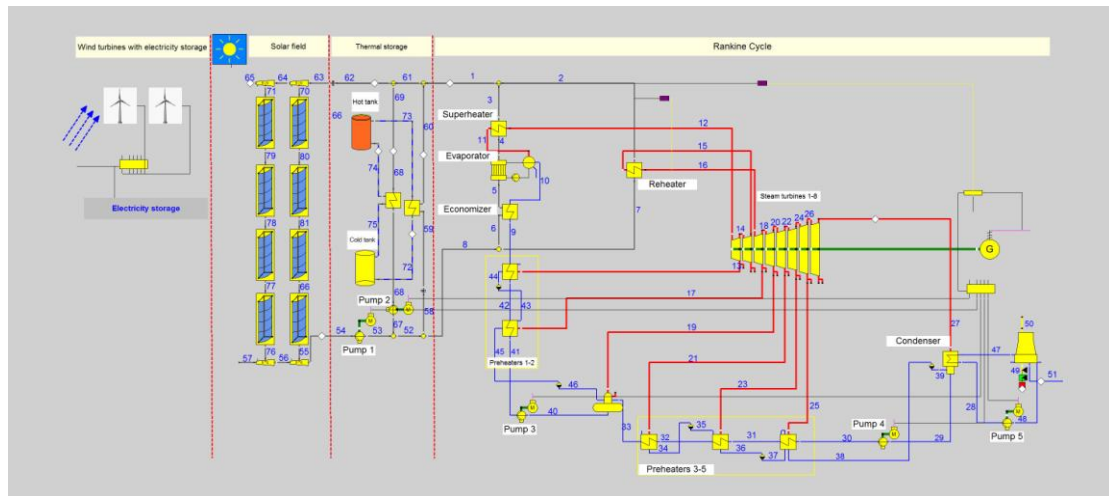 Wind turbines with electricity storage
Solar field
Thermal storage
Rankine Cycle
65 64 63 62 61 1 2
71 70 69 73 3
Hot tank
66 60 Superheater 12
11 4 15
79 80 74 68 Evaporator 16
10 Reheater
Electricity storage
5 Steam turbines 1-8
Economizer 7
78 81 75 59 6 9 14 18 20 22 24 26
Cold tank 8 G
72 44 13
77 66 Pump 2 68 58 42 43 17 27 50
54 53 67 52 19 Condenser
Pump 1 45 41 47
76 55 Preheaters 1-2 21 39 49 51
57 56 46 23 28
40 25 48
Pump 3 33 32 35 31 30 Pump 4 29 Pump 5
34 36 37 38
Preheaters 3-5
M M M M M